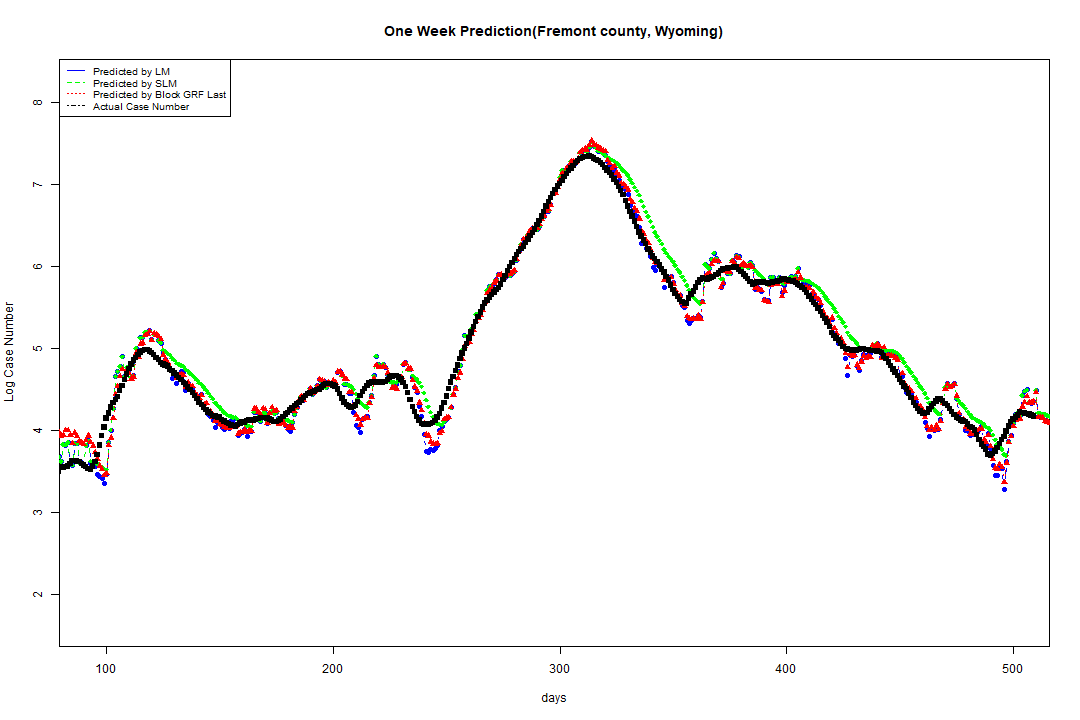 One Week Prediction(Fremont county, Wyoming)
Predicted by LM
Predicted by SLM
Predicted by Block GRF Last
Actual Case Number
8
7
6
5
4
3
2
Log Case Number
100 200 300 400 500
days